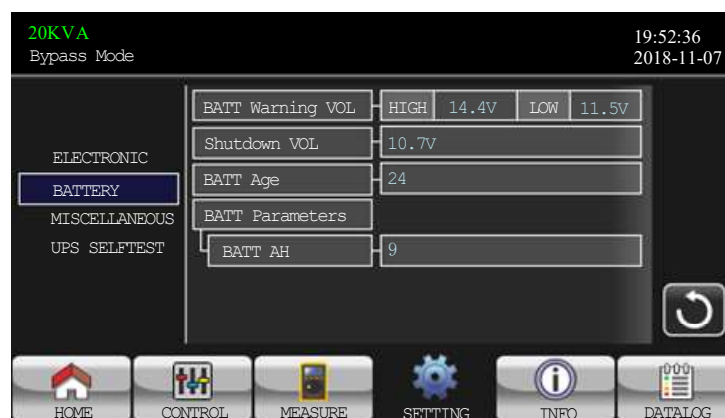 20KVA
Bypass Mode
19:52:36
2018-11-07
ELECTRONIC
BATTERY
MISCELLANEOUS
UPS SELFTEST
BATT Warning VOL HIGH 14.4V LOW 11.5V
Shutdown VOL 10.7V
BATT Age 24
BATT Parameters
BATT AH 9
HOME CONTROL MEASURE SETTING INFO DATALOG